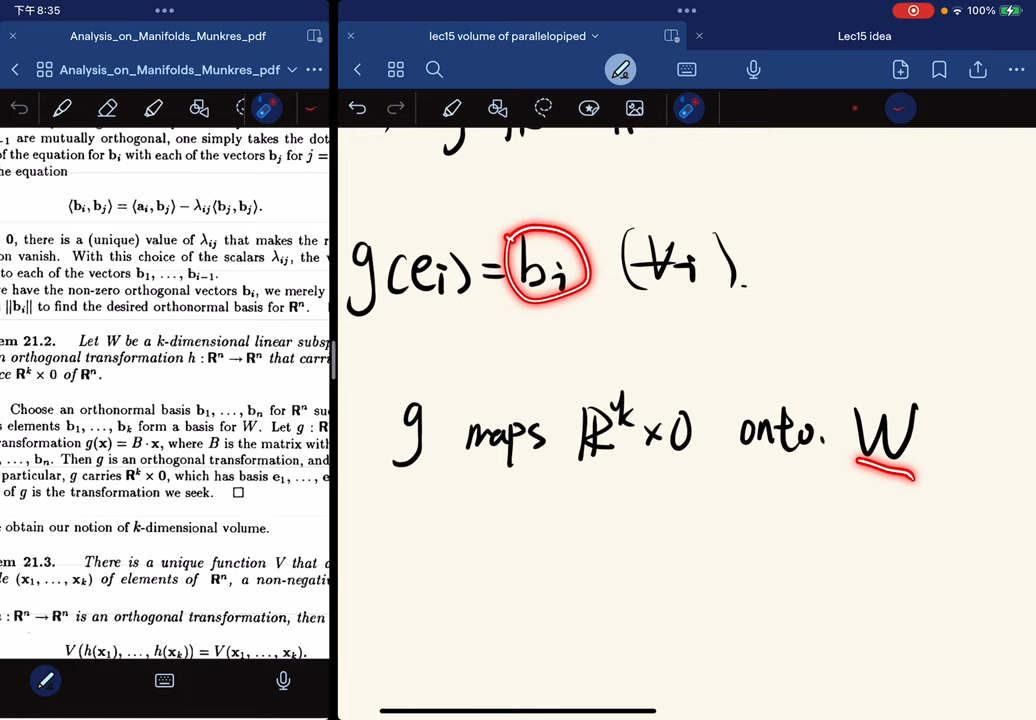 下午8:35
100%
Analysis_on_Manifolds_Munkres_pdf
lec15 volume of parallelopiped
Lec15 idea
Analysis_on_Manifolds_Munkres_pdf
−1 are mutually orthogonal, one simply takes the dot
of the equation for bᵢ with each of the vectors bⱼ for j =
he equation
⟨bᵢ, bⱼ⟩ = ⟨aᵢ, bⱼ⟩ − λᵢⱼ⟨bⱼ, bⱼ⟩.
0, there is a (unique) value of λᵢⱼ that makes the r
on vanish. With this choice of the scalars λᵢⱼ, the
to each of the vectors b₁, …, bᵢ₋₁.
ve have the non-zero orthogonal vectors bᵢ, we merely
‖bᵢ‖ to find the desired orthonormal basis for Rⁿ.
em 21.2. Let W be a k-dimensional linear subsp
n orthogonal transformation h : Rⁿ → Rⁿ that carri
ce Rᵏ × 0 of Rⁿ.
Choose an orthonormal basis b₁, …, bₙ for Rⁿ su
s elements b₁, …, bₖ form a basis for W. Let g : R
ransformation g(x) = B · x, where B is the matrix with
, …, bₙ. Then g is an orthogonal transformation, and
particular, g carries Rᵏ × 0, which has basis e₁, …, e
of g is the transformation we seek. □
e obtain our notion of k-dimensional volume.
em 21.3. There is a unique function V that
le (x₁, …, xₖ) of elements of Rⁿ, a non-negati
: Rⁿ → Rⁿ is an orthogonal transformation, then
V(h(x₁), …, h(xₖ)) = V(x₁, …, xₖ).
g(eᵢ) = bᵢ (∀i).
g maps ℝᵏ × 0 onto. W